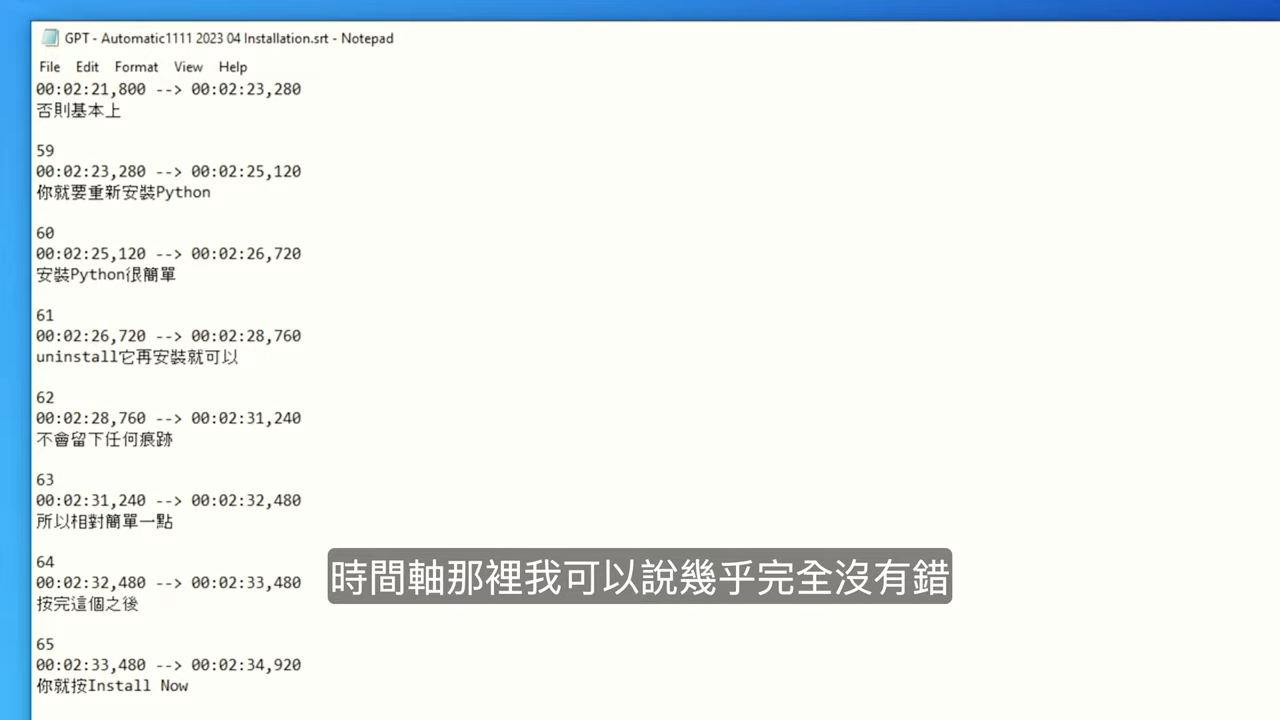 GPT - Automatic1111 2023 04 Installation.srt - Notepad
File Edit Format View Help
00:02:21,800 --> 00:02:23,280
否則基本上
59
00:02:23,280 --> 00:02:25,120
你就要重新安裝Python
60
00:02:25,120 --> 00:02:26,720
安裝Python很簡單
61
00:02:26,720 --> 00:02:28,760
uninstall它再安裝就可以
62
00:02:28,760 --> 00:02:31,240
不會留下任何痕跡
63
00:02:31,240 --> 00:02:32,480
所以相對簡單一點
64
00:02:32,480 --> 00:02:33,480
按完這個之後
時間軸那裡我可以說幾乎完全沒有錯
65
00:02:33,480 --> 00:02:34,920
你就按Install Now